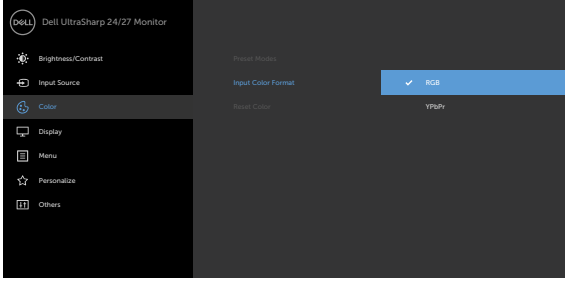 DELL
Dell UltraSharp 24/27 Monitor
Brightness/Contrast
Input Source
Color
Display
Menu
Personalize
Others
Preset Modes
Input Color Format
Reset Color
RGB
YPbPr